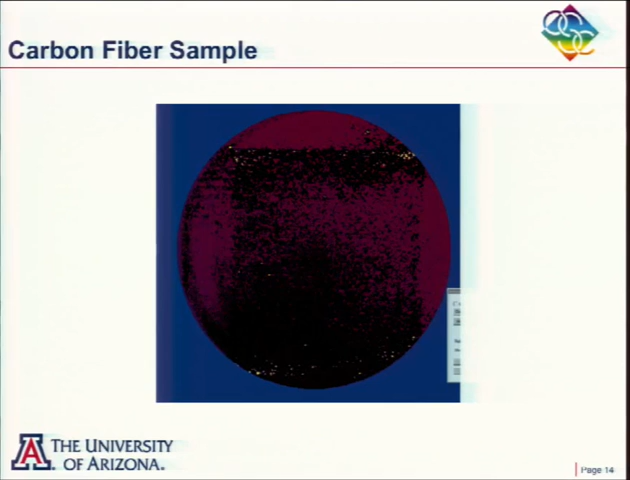 Carbon Fiber Sample
THE UNIVERSITY
OF ARIZONA.
Page 14